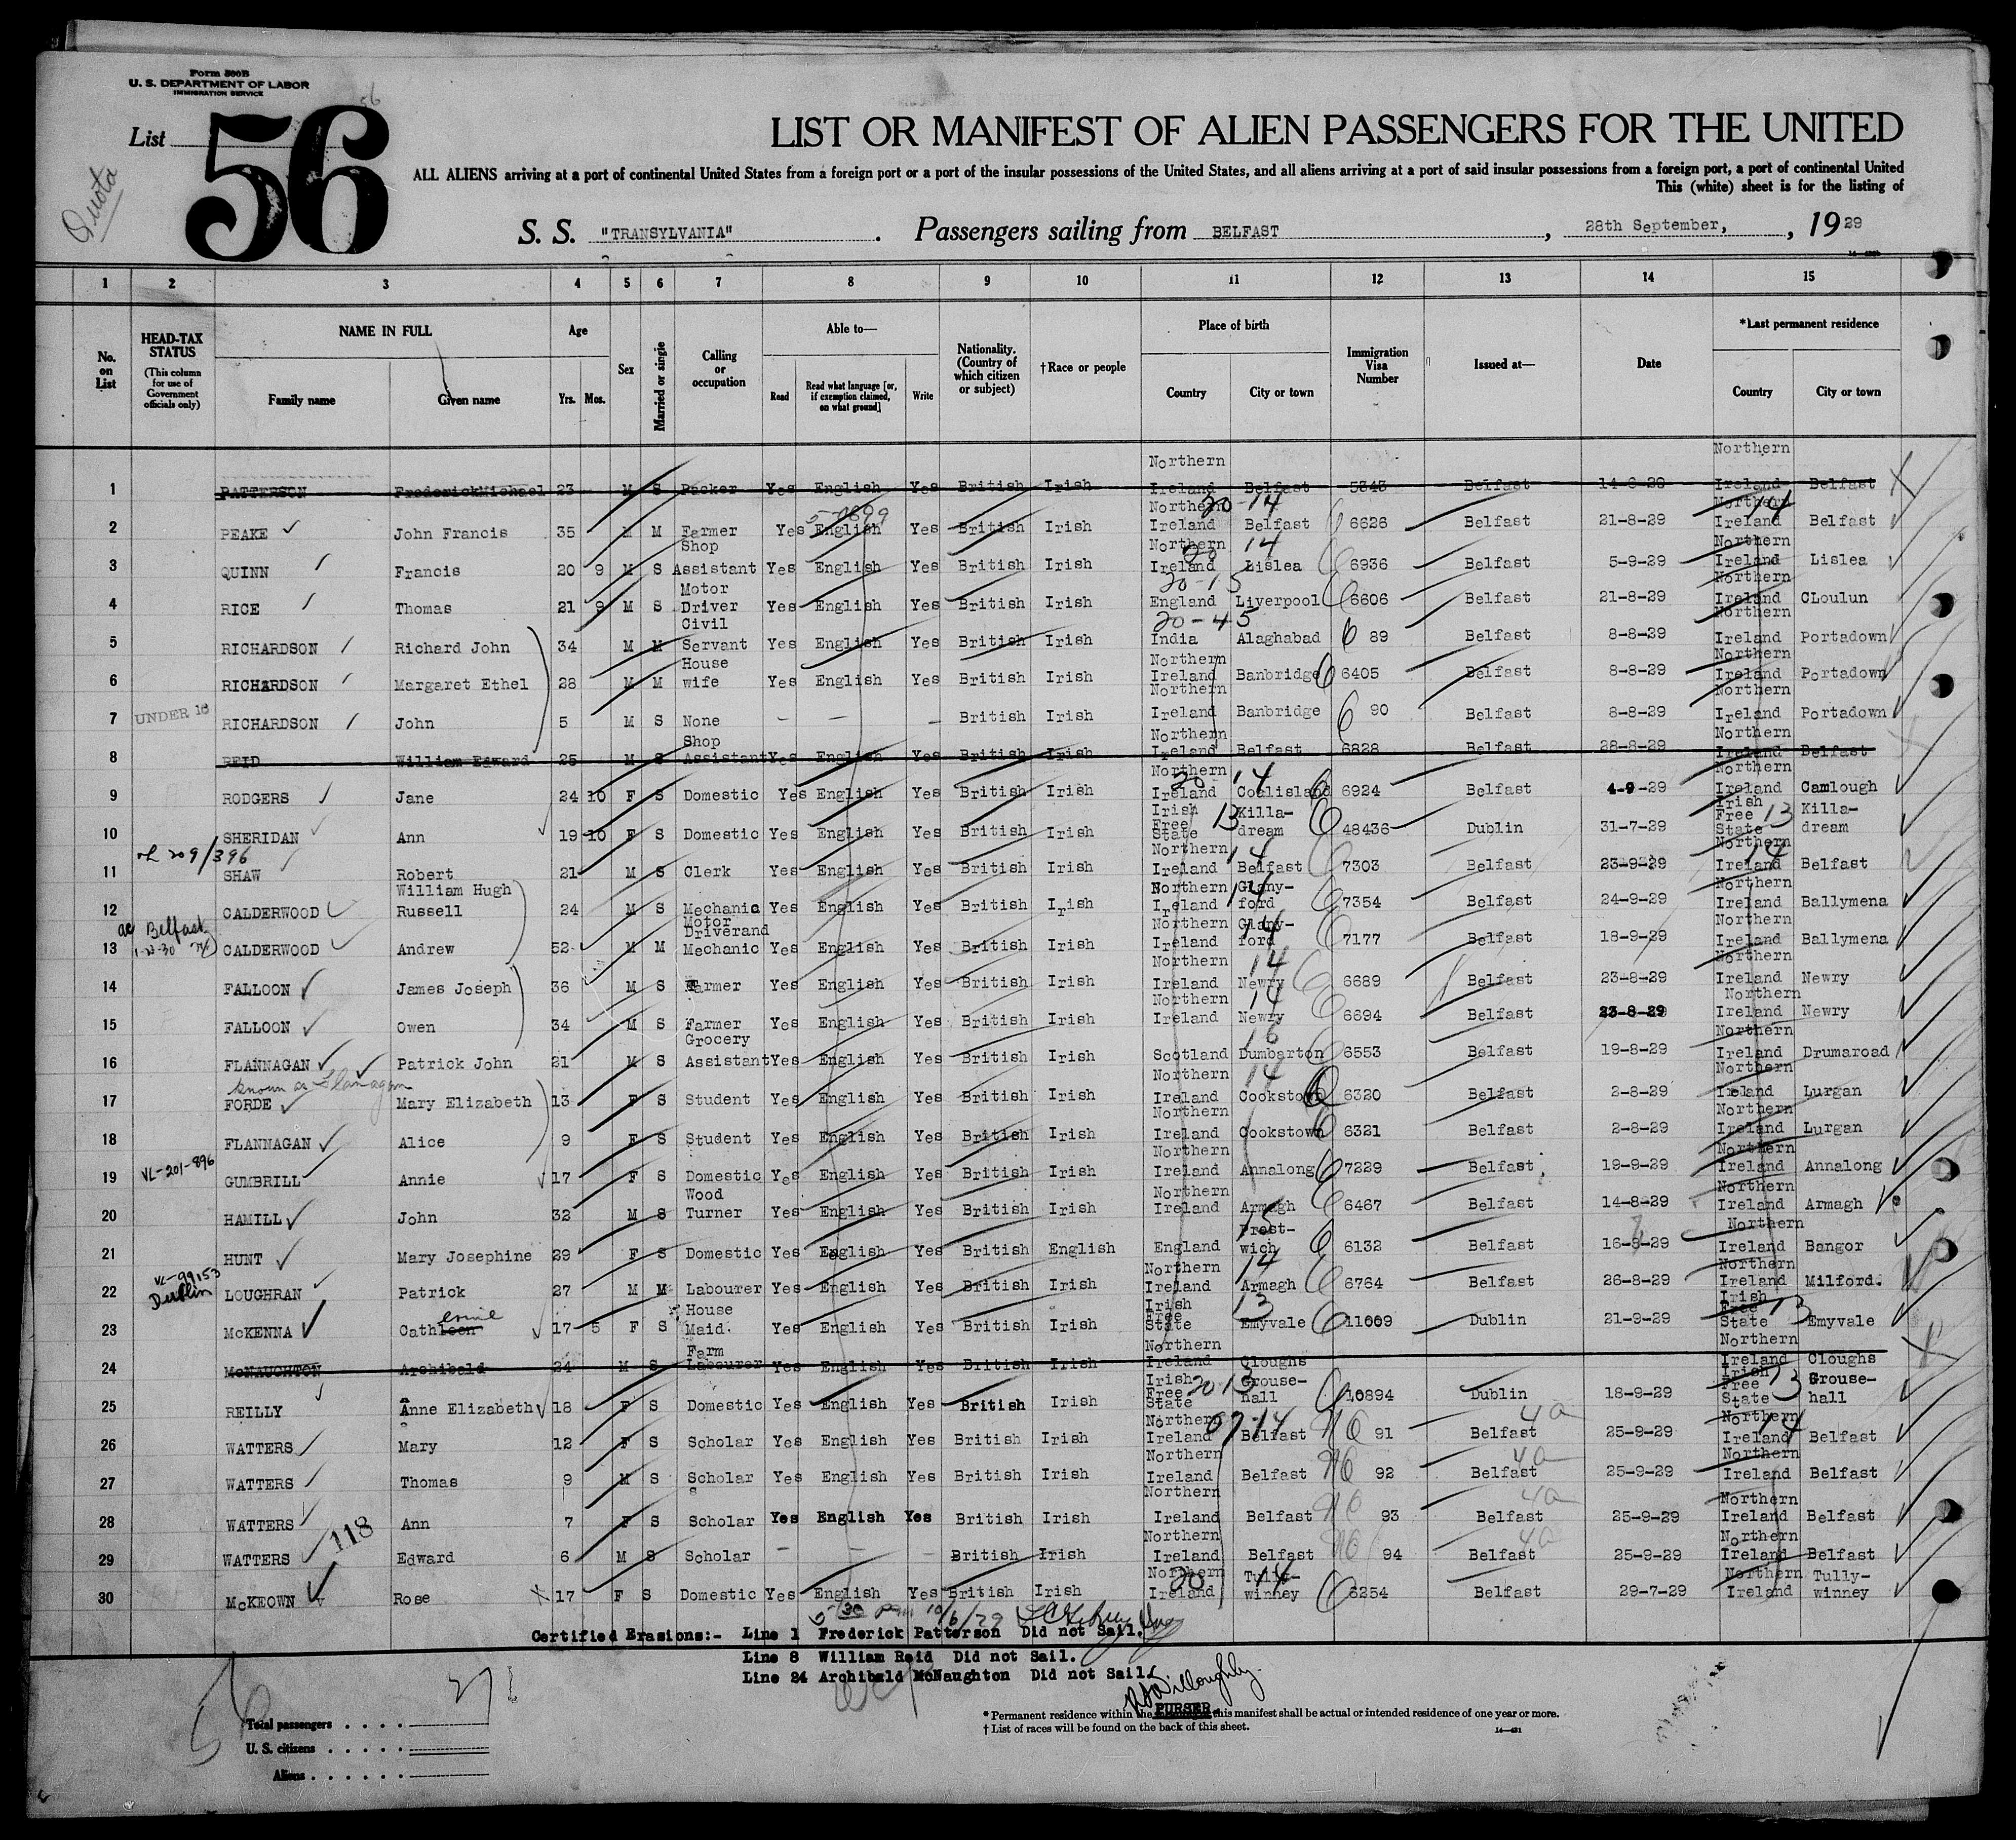 Form 500B
U. S. DEPARTMENT OF LABOR
IMMIGRATION SERVICE
56
List 56
Quota
LIST OR MANIFEST OF ALIEN PASSENGERS FOR THE UNITED
ALL ALIENS arriving at a port of continental United States from a foreign port or a port of the insular possessions of the United States, and all aliens arriving at a port of said insular possessions from a foreign port, a port of continental United
This (white) sheet is for the listing of
S. S. "TRANSYLVANIA". Passengers sailing from BELFAST, 28th September, , 1929
1 2 3 4 5 6 7 8 9 10 11 12 13 14 15
No. on List HEAD-TAX STATUS (This column for use of Government officials only) NAME IN FULL Family name Given name Age Yrs. Mos. Sex Married or single Calling or occupation Able to— Read Read what language [or, if exemption claimed, on what ground] Write Nationality. (Country of which citizen or subject) †Race or people Place of birth Country City or town Immigration Visa Number Issued at— Date *Last permanent residence Country City or town
1 PATTERSON FrederickMichael 23 M S Packer Yes English Yes British Irish Northern Ireland Belfast Belfast Northern Ireland Belfast
2 PEAKE John Francis 35 M M Farmer Yes English Yes British Irish Northern Ireland Belfast 6626 Belfast 21-8-29 Northern Ireland Belfast
3 QUINN Francis 20 9 M S Shop Assistant Yes English Yes British Irish Northern Ireland Lislea 6936 Belfast 5-9-29 Northern Ireland Lislea
4 RICE Thomas 21 9 M S Motor Driver Yes English Yes British Irish England Liverpool 6606 Belfast 21-8-29 Northern Ireland CLoulun
5 RICHARDSON Richard John 34 M M Civil Servant Yes English Yes British Irish India Alaghabad 89 Belfast 8-8-29 Northern Ireland Portadown
6 RICHARDSON Margaret Ethel 28 M M House wife Yes English Yes British Irish Northern Ireland Banbridge 6405 Belfast 8-8-29 Northern Ireland Portadown
7 UNDER 16 RICHARDSON John 5 M S None - - - British Irish Northern Ireland Banbridge 90 Belfast 8-8-29 Northern Ireland Portadown
8 REID William Edward 25 M S Shop Assistant Yes English Yes British Irish Northern Ireland Belfast 6828 Belfast 28-8-29 Northern Ireland Belfast
9 RODGERS Jane 24 10 F S Domestic Yes English Yes British Irish Northern Ireland Coalisland 6924 Belfast 4-9-29 Northern Ireland Camlough
10 SHERIDAN Ann 19 10 F S Domestic Yes English Yes British Irish Irish Free State Killa-dream 48436 Dublin 31-7-29 Irish Free State Killa-dream
11 SHAW Robert 21 M S Clerk Yes English Yes British Irish Northern Ireland Belfast 7303 Belfast 23-9-29 Northern Ireland Belfast
12 CALDERWOOD William Hugh Russell 24 M S Mechanic Yes English Yes British Irish Northern Ireland Glany-ford 7354 Belfast 24-9-29 Northern Ireland Ballymena
13 CALDERWOOD Andrew 52 M M Motor Driverand Mechanic Yes English Yes British Irish Northern Ireland Glany-ford 7177 Belfast 18-9-29 Northern Ireland Ballymena
14 FALLOON James Joseph 36 M S Farmer Yes English Yes British Irish Northern Ireland Newry 6689 Belfast 23-8-29 Northern Ireland Newry
15 FALLOON Owen 34 M S Farmer Yes English Yes British Irish Northern Ireland Newry 6694 Belfast 23-8-29 Northern Ireland Newry
16 FLANNAGAN Patrick John 21 M S Grocery Assistant Yes English Yes British Irish Scotland Dumbarton 6553 Belfast 19-8-29 Northern Ireland Drumaroad
known as Flanagan
17 FORDE Mary Elizabeth 13 F S Student Yes English Yes British Irish Northern Ireland Cookstown 6320 Belfast 2-8-29 Northern Ireland Lurgan
18 FLANNAGAN Alice 9 F S Student Yes English Yes British Irish Northern Ireland Cookstown 6321 Belfast 2-8-29 Northern Ireland Lurgan
19 VL-201-896 GUMBRILL Annie 17 F S Domestic Yes English Yes British Irish Northern Ireland Annalong 7229 Belfast 19-9-29 Northern Ireland Annalong
20 HAMILL John 32 M S Wood Turner Yes English Yes British Irish Northern Ireland Armagh 6467 Belfast 14-8-29 Northern Ireland Armagh
21 HUNT Mary Josephine 29 F S Domestic Yes English Yes British English England Prest-wich 6132 Belfast 16-8-29 Northern Ireland Bangor
22 VL-99153 Dublin LOUGHRAN Patrick 27 M M Labourer Yes English Yes British Irish Northern Ireland Armagh 6764 Belfast 26-8-29 Northern Ireland Milford.
23 McKENNA Cathleen 17 5 F S House Maid. Yes English Yes British Irish Irish Free State Emyvale 11009 Dublin 21-9-29 Irish Free State Emyvale
24 McNAUGHTON Archibald 24 M S Farm Labourer Yes English Yes British Irish Northern Ireland Cloughs Northern Ireland Cloughs
25 REILLY Anne Elizabeth 18 F S Domestic Yes English Yes British Irish Irish Free State Grouse-hall 10894 Dublin 18-9-29 Irish Free State Grouse-hall
26 WATTERS Mary 12 F S Scholar Yes English Yes British Irish Northern Ireland Belfast 91 Belfast 25-9-29 Northern Ireland Belfast
27 WATTERS Thomas 9 M S Scholar Yes English Yes British Irish Northern Ireland Belfast 92 Belfast 25-9-29 Northern Ireland Belfast
28 WATTERS Ann 7 F S Scholar Yes English Yes British Irish Northern Ireland Belfast 93 Belfast 25-9-29 Northern Ireland Belfast
118
29 WATTERS Edward 6 M S Scholar - - - British Irish Northern Ireland Belfast 94 Belfast 25-9-29 Northern Ireland Belfast
30 McKEOWN Rose 17 F S Domestic Yes English Yes British Irish Northern Ireland Tully-winney 6254 Belfast 29-7-29 Northern Ireland Tully-winney
Certified Erasions:- Line 1 Frederick Patterson Did not Sail.
Line 8 William Reid Did not Sail.
Line 24 Archibald McNaughton Did not Sail.
Willoughby.
PURSER.
* Permanent residence within the meaning of this manifest shall be actual or intended residence of one year or more.
† List of races will be found on the back of this sheet.
Total passengers . . . .
U. S. citizens . . . . .
Aliens . . . . . .